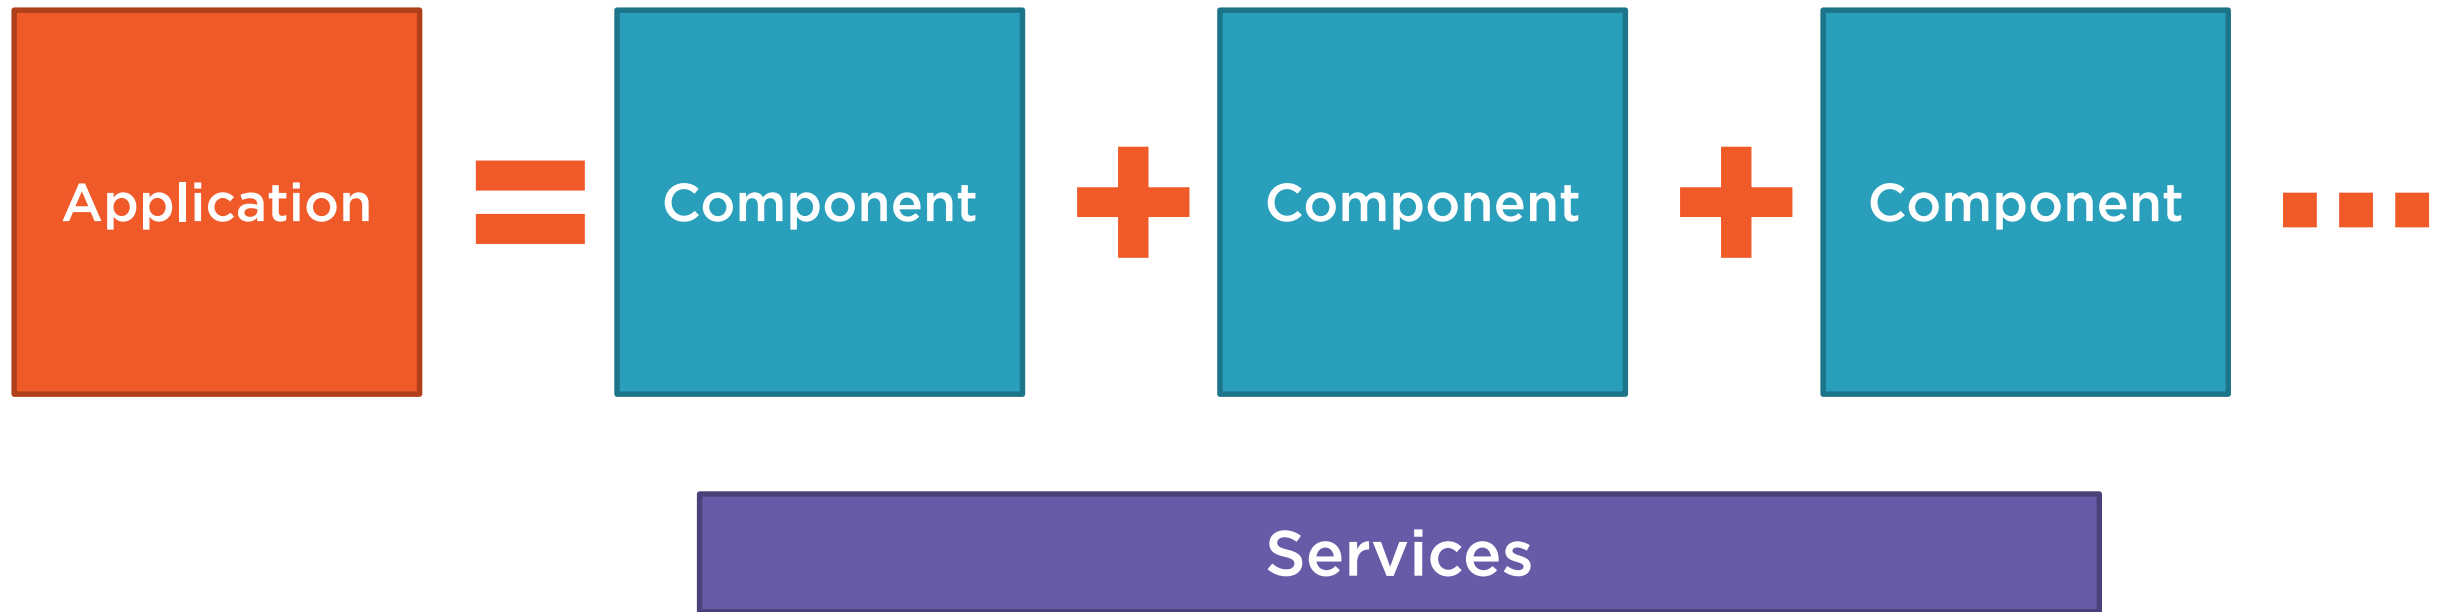 Application = Component + Component + Component ...
Services